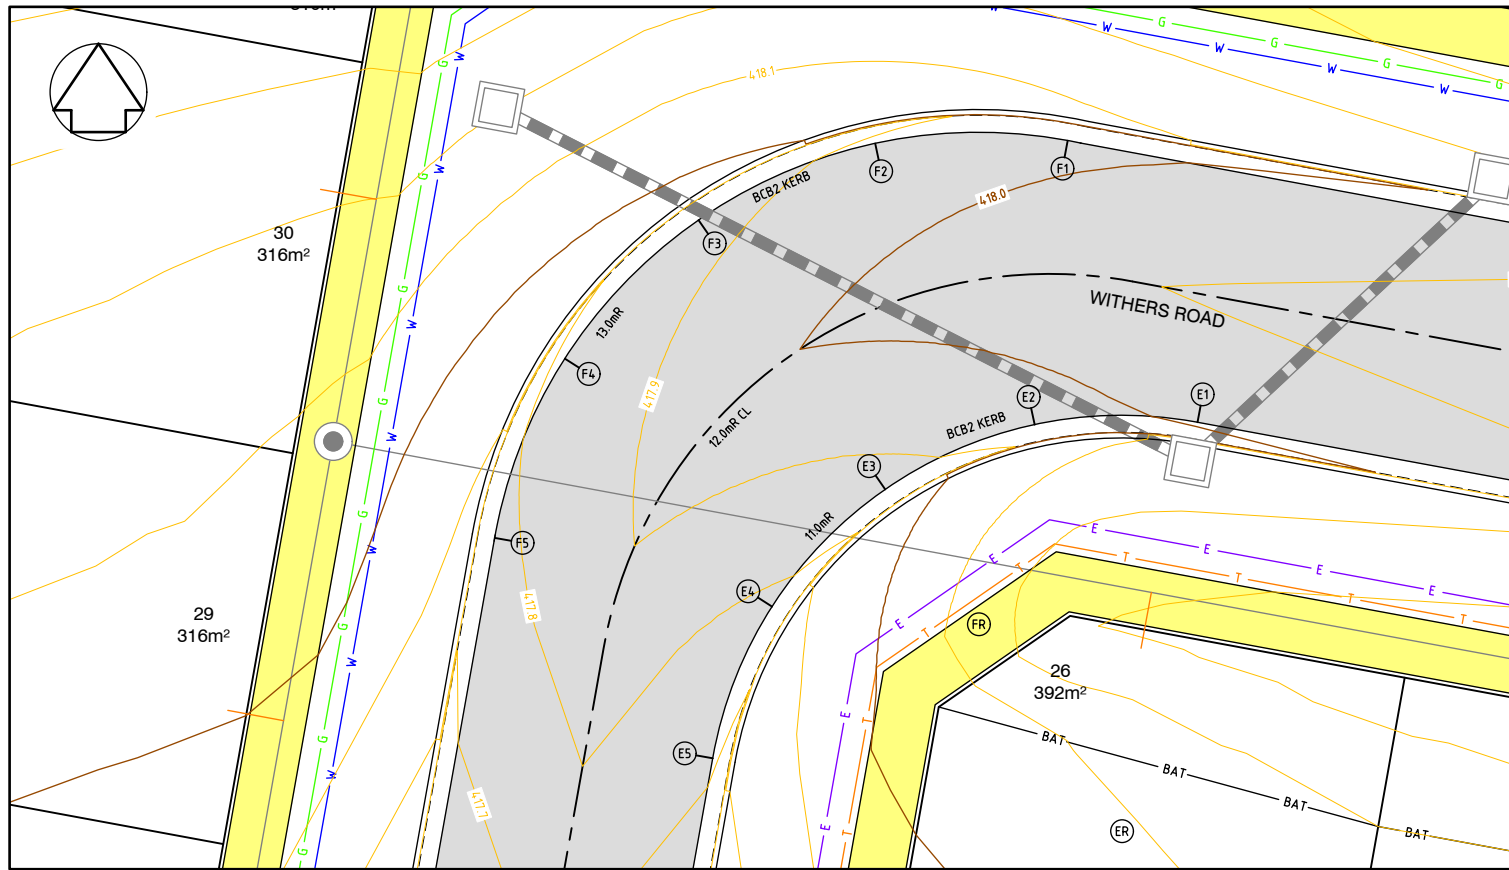 W
W
G
W
G
W
G
W
G
W
G
418.1
G
W
G
W
BCB2 KERB
F2
F1
418.0
30
316m²
F3
G
W
13.0mR
WITHERS ROAD
F4
417.9
G
W
12.0mR CL
BCB2 KERB
E2
E1
E3
G
W
11.0mR
F5
E
E
E
E
E
T
T
T
T
417.8
E4
29
316m²
G
W
E
T
FR
26
392m²
E
T
G
W
E5
417.7
BAT
BAT
BAT
BAT
E
T
ER
G